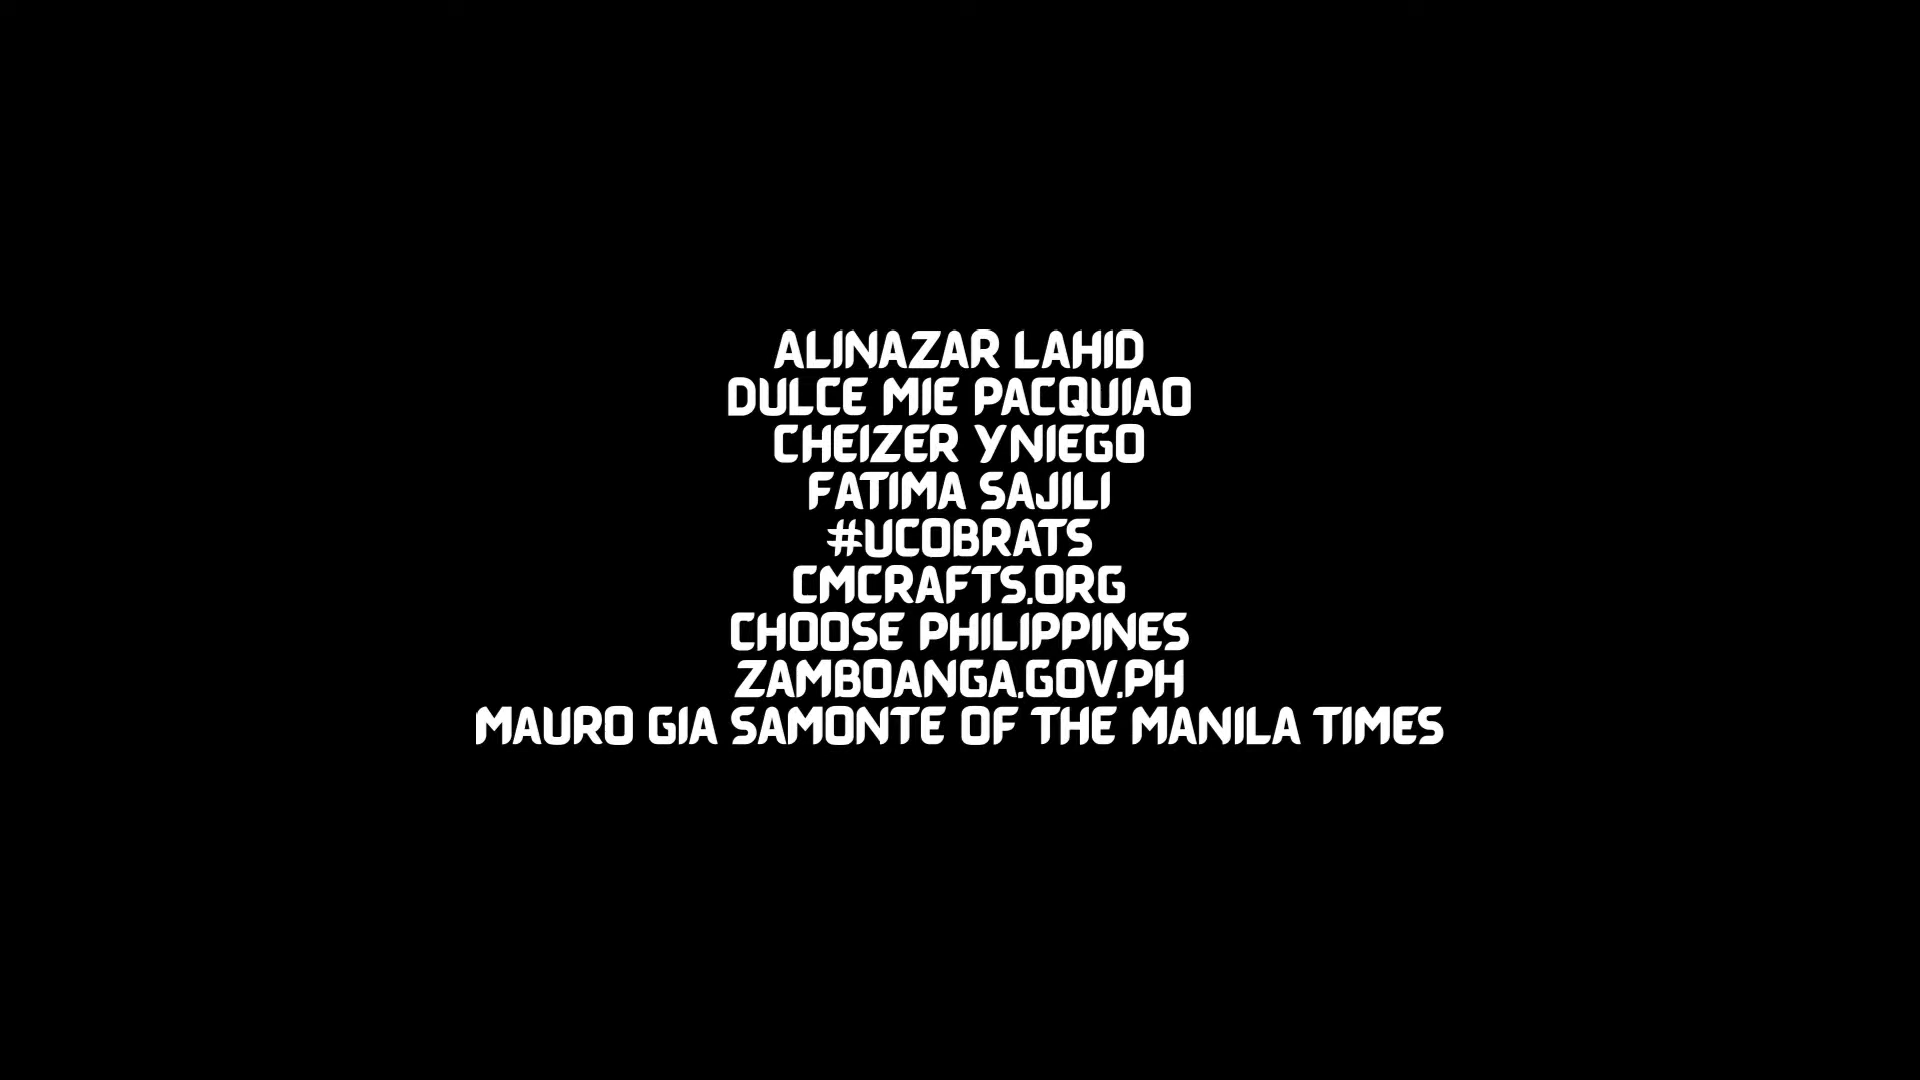 ALINAZAR LAHID
DULCE MIE PACQUIAO
CHEIZER YNIEGO
FATIMA SAJILI
#UCOBRATS
CMCRAFTS.ORG
CHOOSE PHILIPPINES
ZAMBOANGA.GOV.PH
MAURO GIA SAMONTE OF THE MANILA TIMES